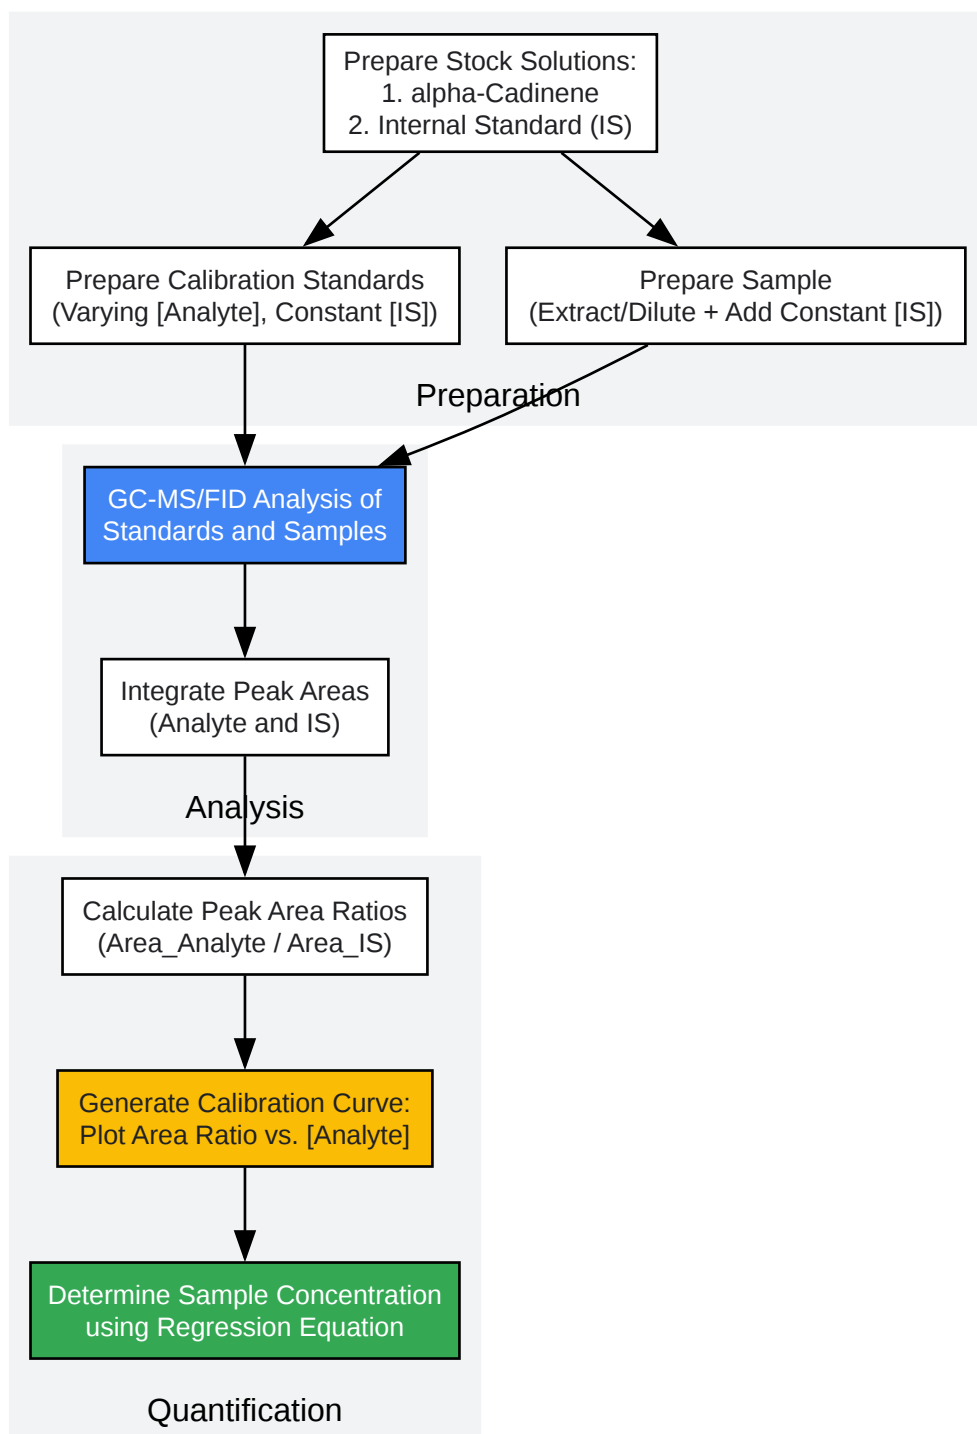 Prepare Stock Solutions:
1. alpha-Cadinene
2. Internal Standard (IS)
Prepare Calibration Standards
(Varying [Analyte], Constant [IS])
Prepare Sample
(Extract/Dilute + Add Constant [IS])
Preparation
GC-MS/FID Analysis of
Standards and Samples
Integrate Peak Areas
(Analyte and IS)
Analysis
Calculate Peak Area Ratios
(Area_Analyte / Area_IS)
Generate Calibration Curve:
Plot Area Ratio vs. [Analyte]
Determine Sample Concentration
using Regression Equation
Quantification